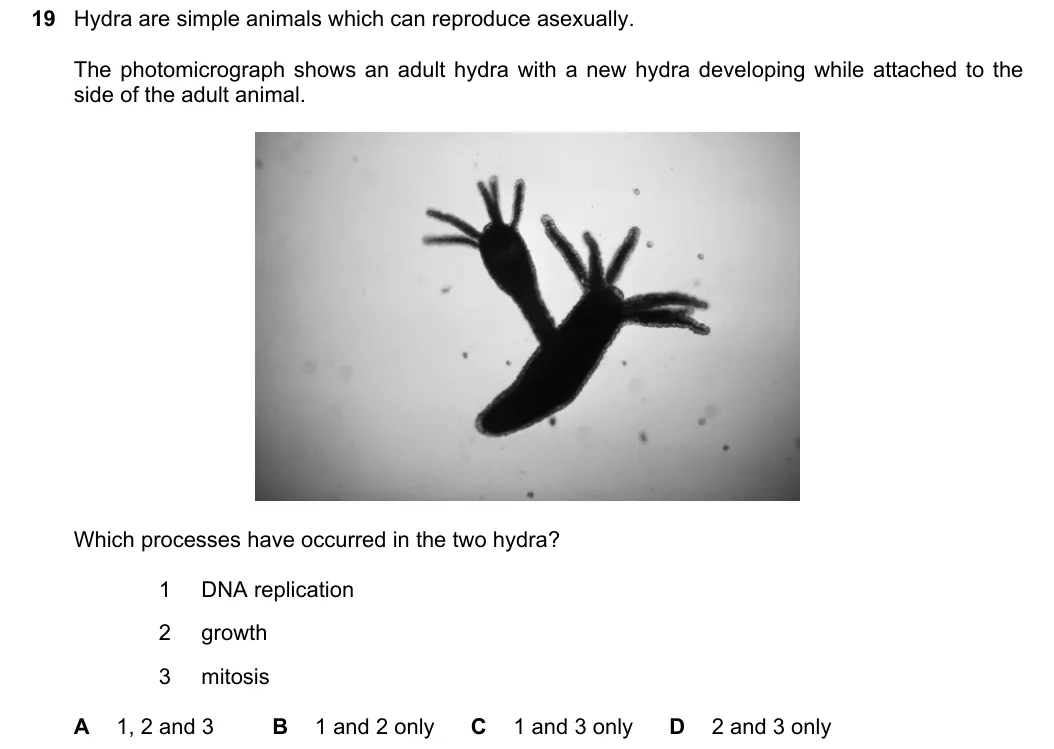 19 Hydra are simple animals which can reproduce asexually.
The photomicrograph shows an adult hydra with a new hydra developing while attached to the
side of the adult animal.
Which processes have occurred in the two hydra?
1 DNA replication
2 growth
3 mitosis
A 1, 2 and 3 B 1 and 2 only C 1 and 3 only D 2 and 3 only